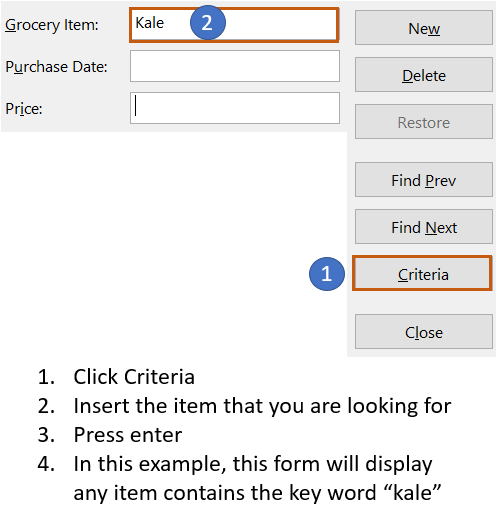 Grocery Item: Kale 2
New
Purchase Date:
Delete
Price:
Restore
Find Prev
Find Next
1 Criteria
Close
1. Click Criteria
2. Insert the item that you are looking for
3. Press enter
4. In this example, this form will display
any item contains the key word “kale”